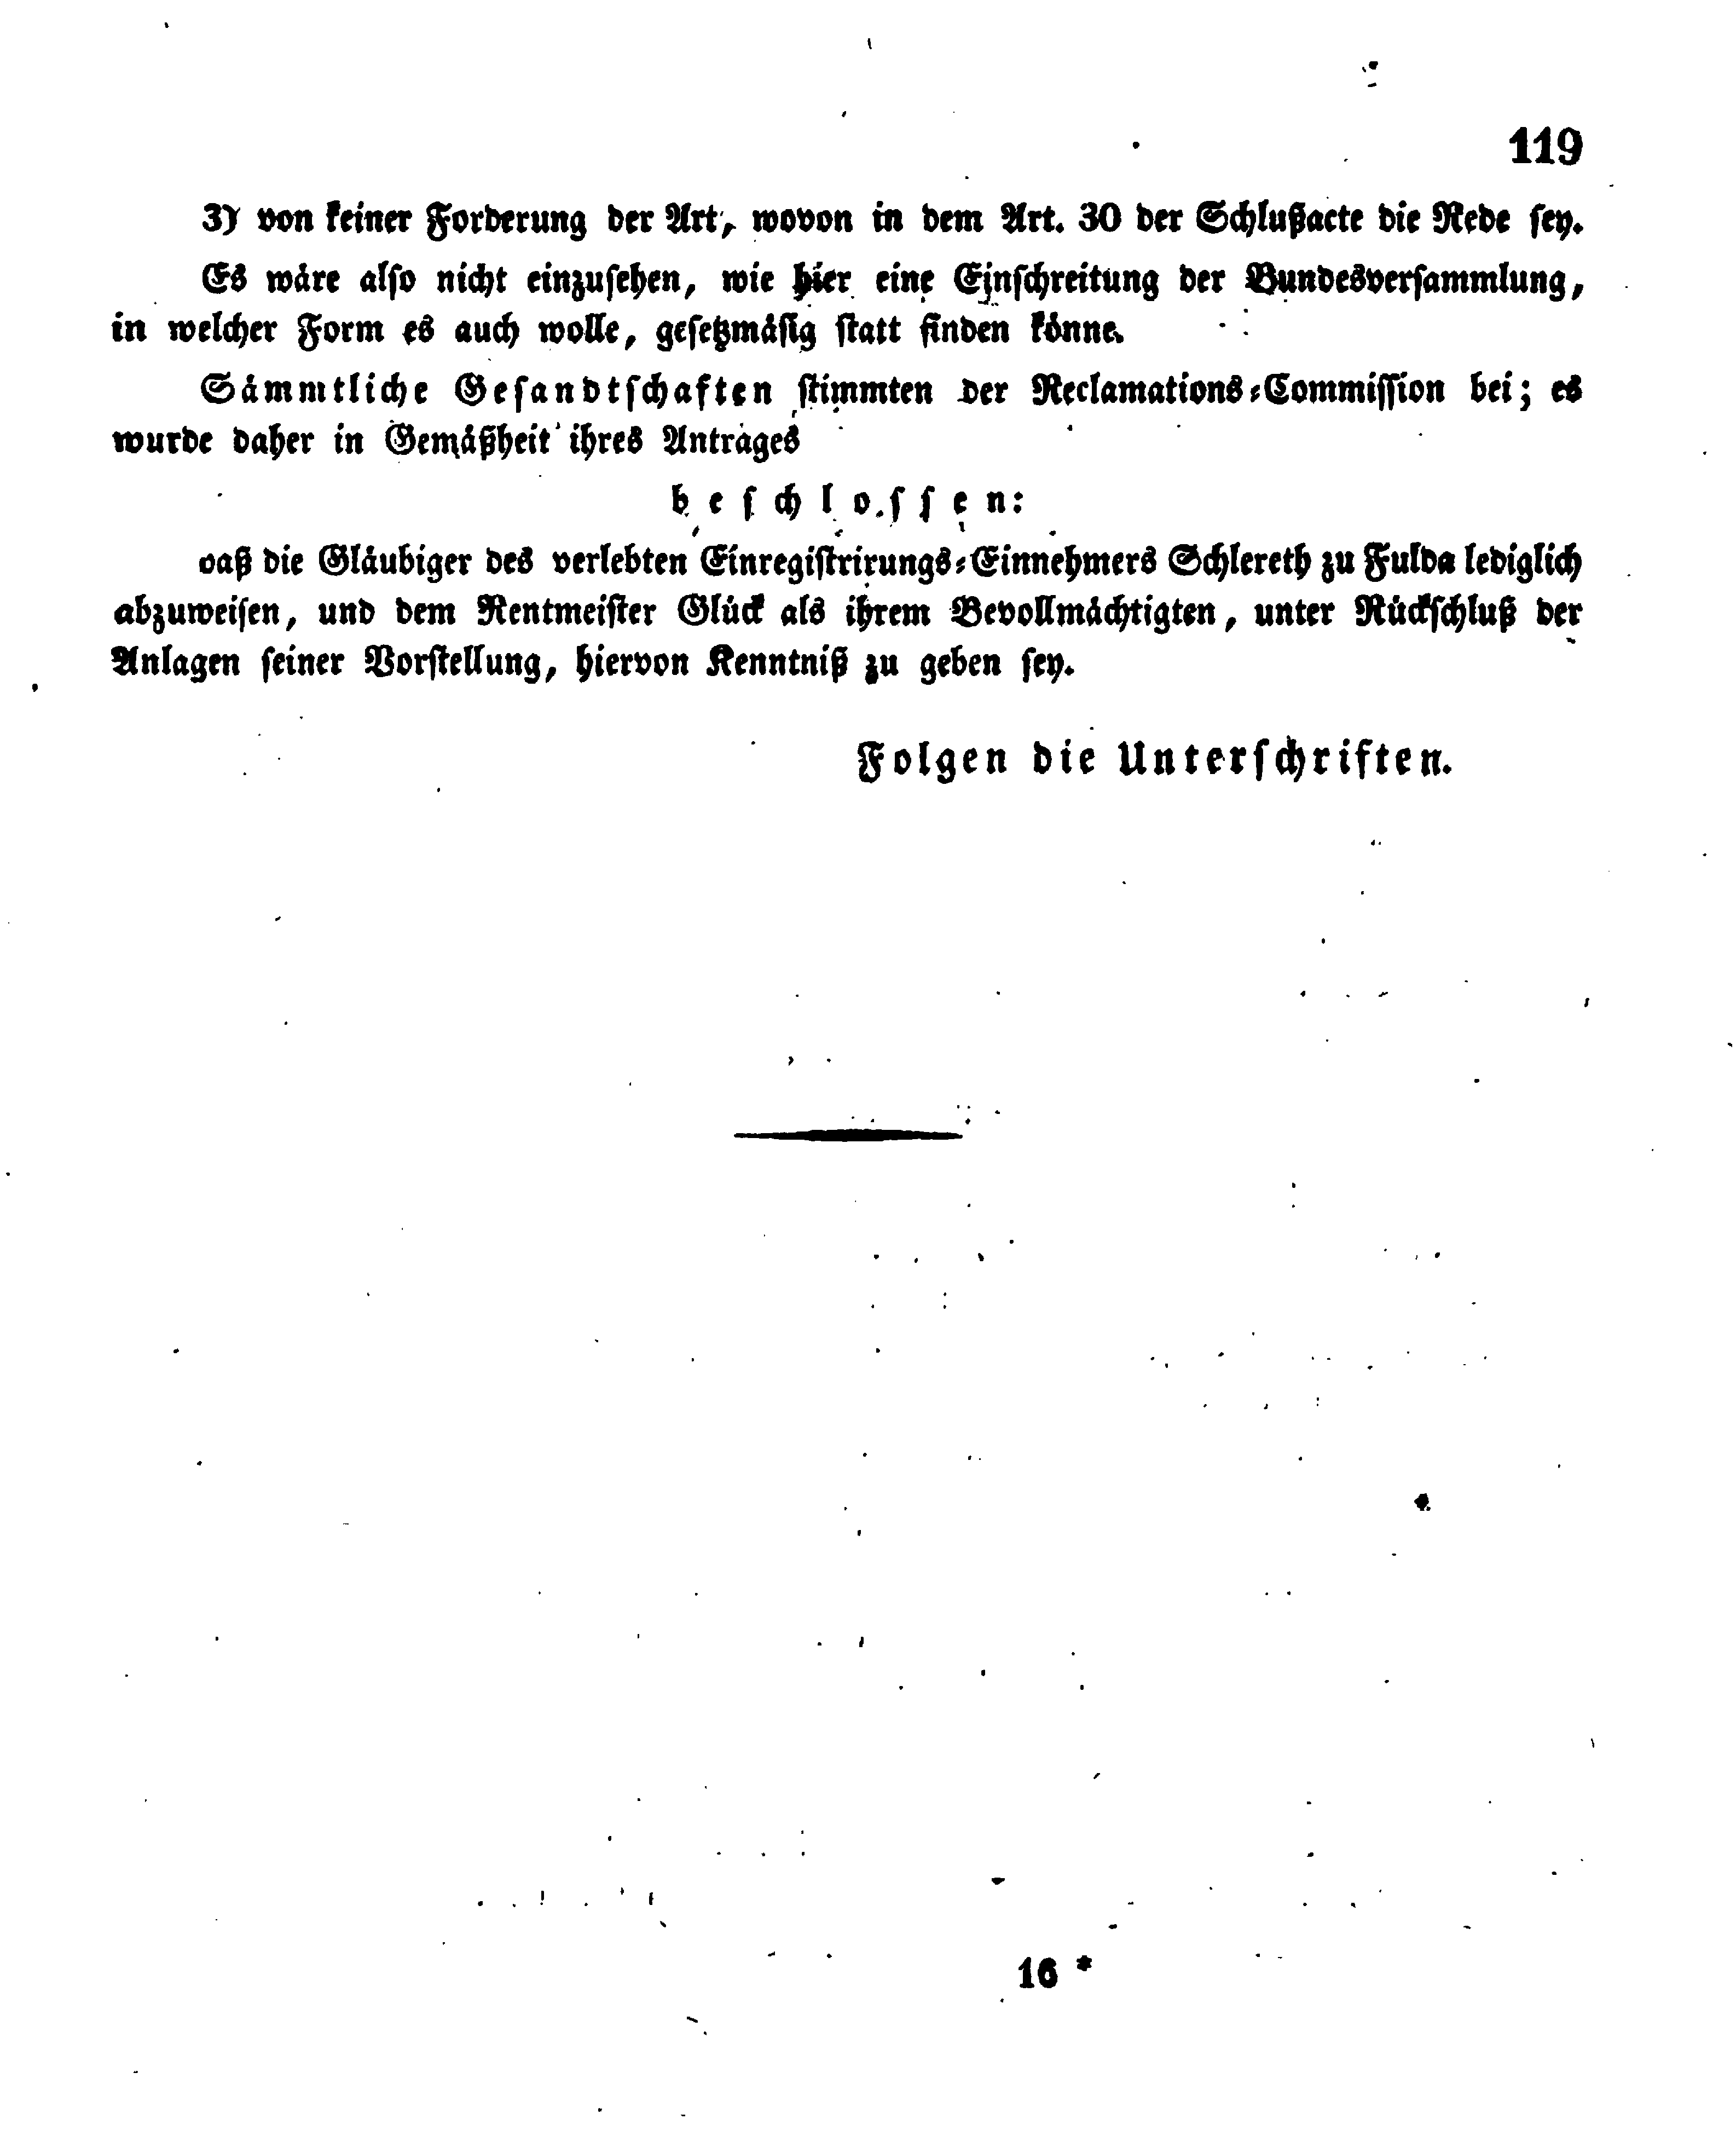 119
3) von keiner Forderung der Art, wovon in dem Art. 30 der Schlußacte die Rede sey.
Es wäre also nicht einzusehen, wie hier eine Einschreitung der Bundesversammlung,
in welcher Form es auch wolle, gesetzmäsig statt finden könne.
Sämmtliche Gesandtschaften stimmten der Reclamations-Commission bei; es
wurde daher in Gemäßheit ihres Antrages
beschlossen:
daß die Gläubiger des verlebten Einregistrirungs-Einnehmers Schlereth zu Fulda lediglich
abzuweisen, und dem Rentmeister Glück als ihrem Bevollmächtigten, unter Rückschluß der
Anlagen seiner Vorstellung, hiervon Kenntniß zu geben sey.
Folgen die Unterschriften.
16 *